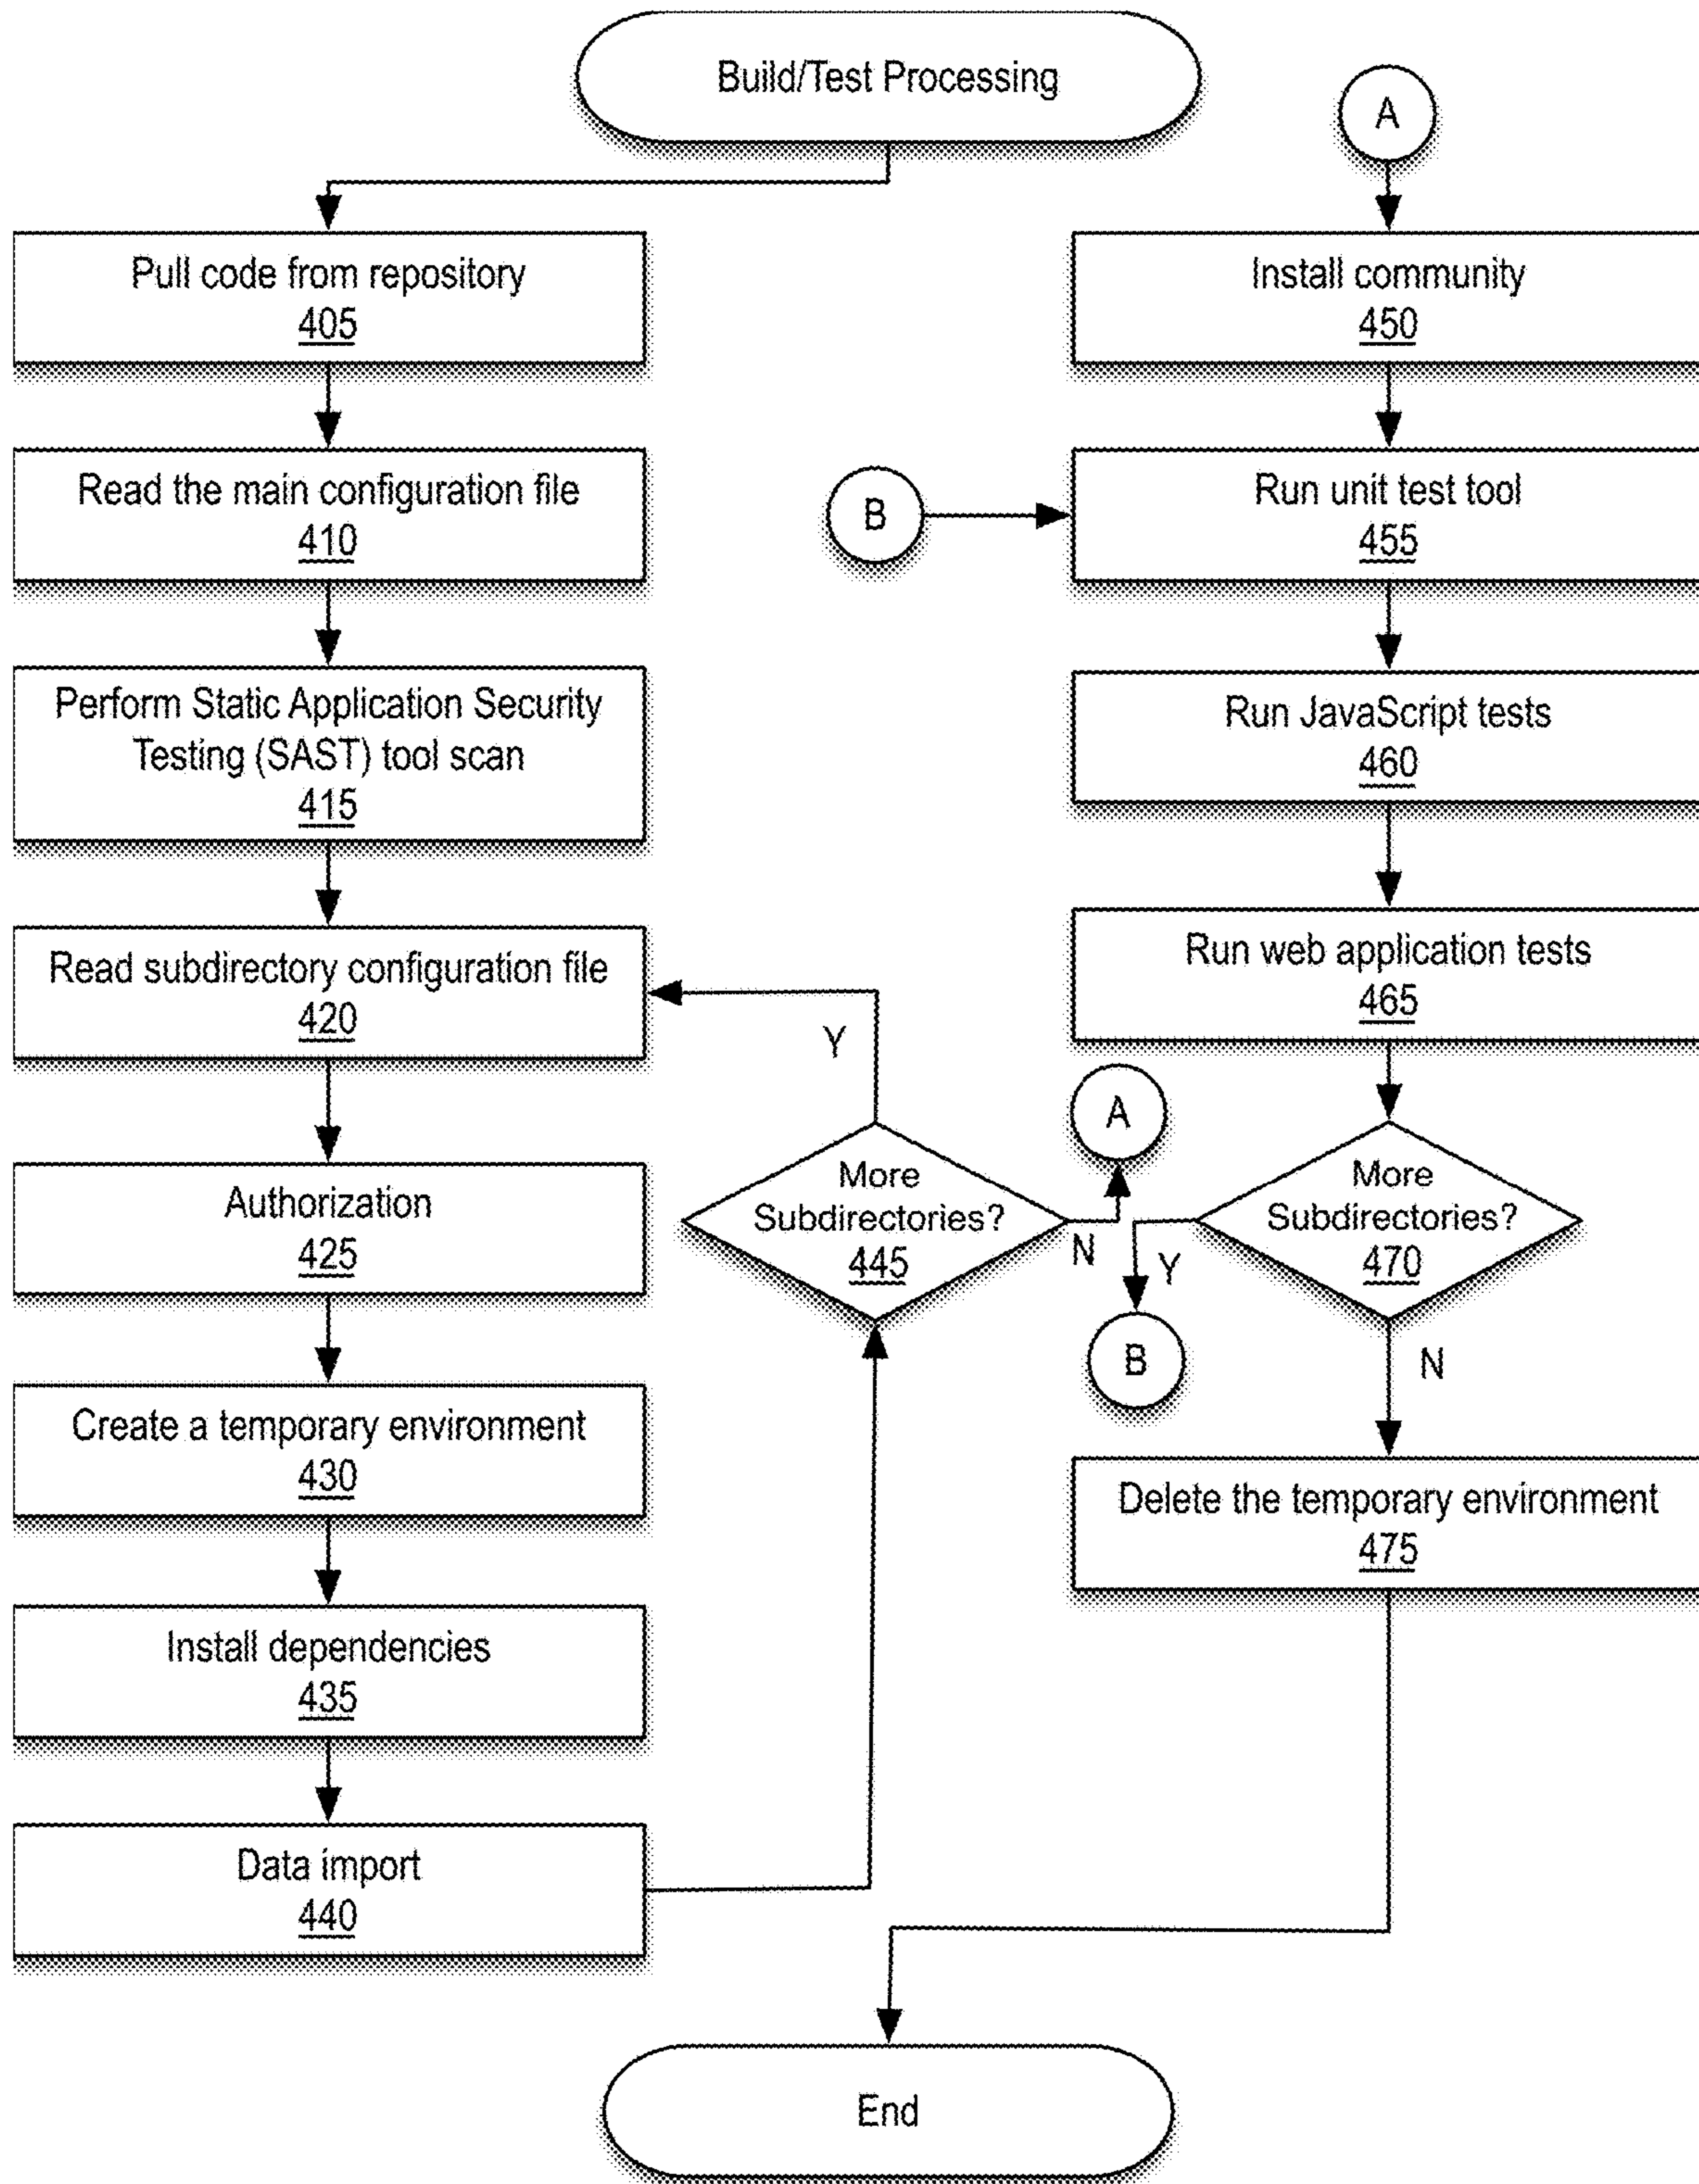 Build/Test Processing
Pull code from repository
405
Read the main configuration file
410
Perform Static Application Security
Testing (SAST) tool scan
415
Read subdirectory configuration file
420
Authorization
425
Create a temporary environment
430
Install dependencies
435
Data import
440
Y
More
Subdirectories?
445
N
A
A
Install community
450
B
Run unit test tool
455
Run JavaScript tests
460
Run web application tests
465
More
Subdirectories?
470
Y
B
N
Delete the temporary environment
475
End